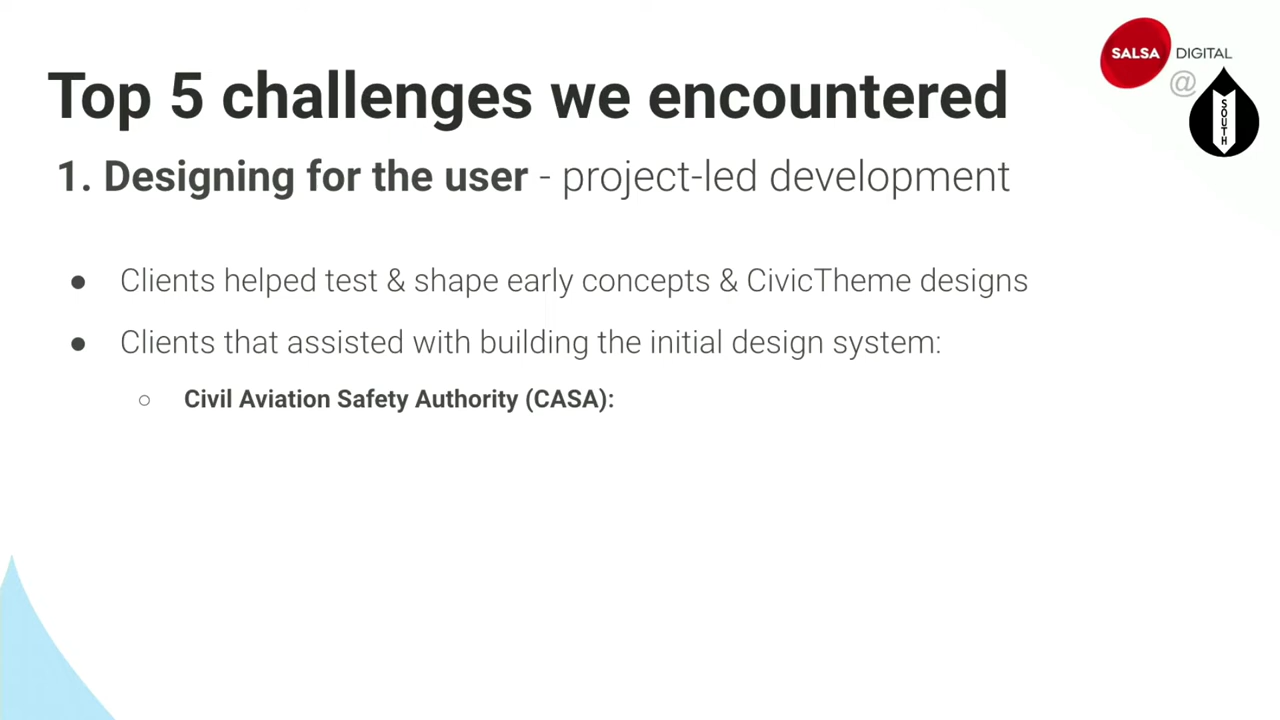 SALSA DIGITAL
@
SOUTH
Top 5 challenges we encountered
1. Designing for the user - project-led development
● Clients helped test & shape early concepts & CivicTheme designs
● Clients that assisted with building the initial design system:
○ Civil Aviation Safety Authority (CASA):